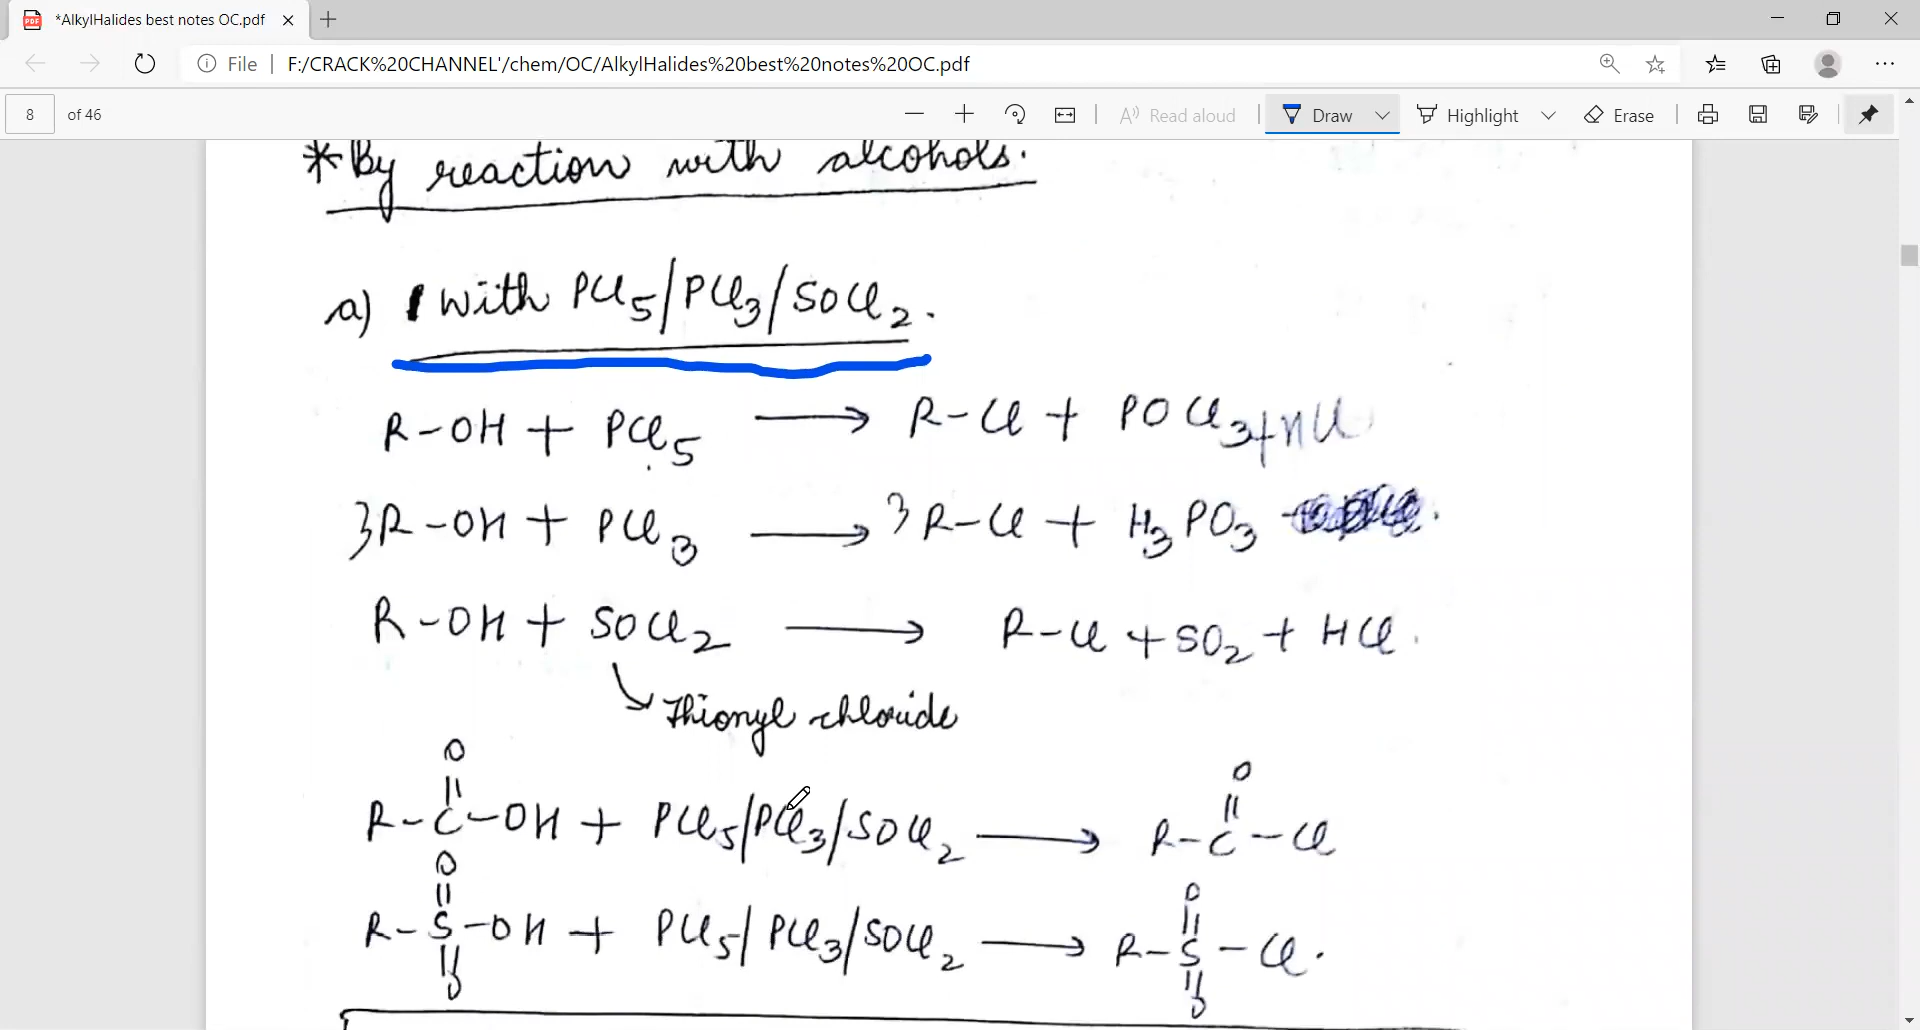 *AlkylHalides best notes OC.pdf
File | F:/CRACK%20CHANNEL'/chem/OC/AlkylHalides%20best%20notes%20OC.pdf
8 of 46 Read aloud Draw Highlight Erase
* By reaction with alcohols.
a) with PCl5/PCl3/SOCl2.
R-OH + PCl5 → R-Cl + POCl3 + HCl
3R-OH + PCl3 → 3R-Cl + H3PO3
R-OH + SOCl2 → R-Cl + SO2 + HCl.
↳ Thionyl chloride
O
||
R-C-OH + PCl5/PCl3/SOCl2 → R-C-Cl
O
||
O
||
R-S-OH + PCl5/PCl3/SOCl2 → R-S-Cl.
||
O
O
||
||
O